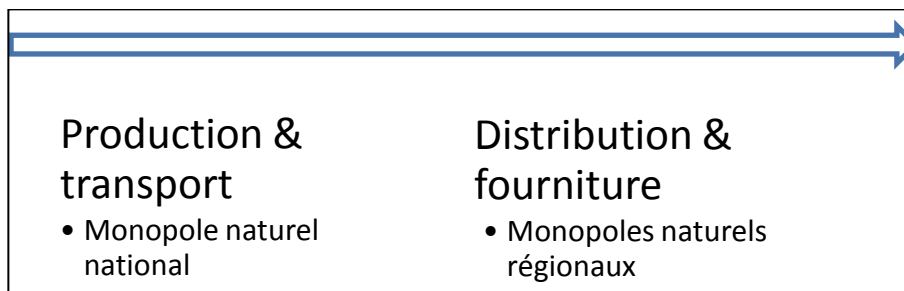 Production &
transport
• Monopole naturel
national
Distribution &
fourniture
• Monopoles naturels
régionaux